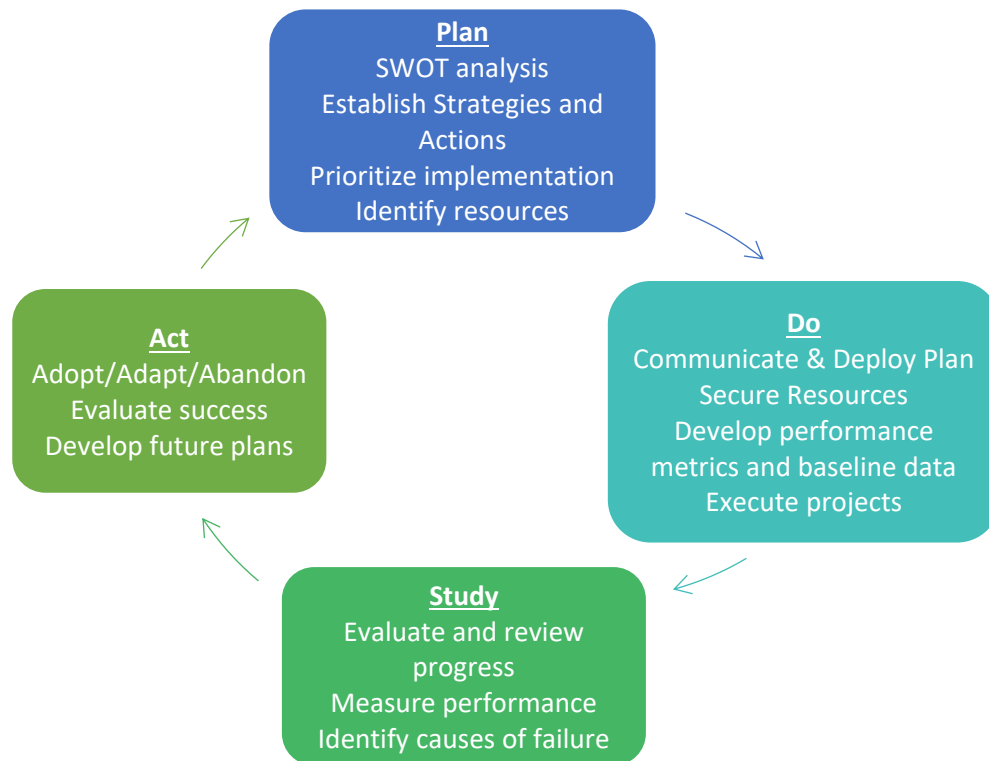 Plan
SWOT analysis
Establish Strategies and
Actions
Prioritize implementation
Identify resources
Do
Communicate & Deploy Plan
Secure Resources
Develop performance
metrics and baseline data
Execute projects
Study
Evaluate and review
progress
Measure performance
Identify causes of failure
Act
Adopt/Adapt/Abandon
Evaluate success
Develop future plans